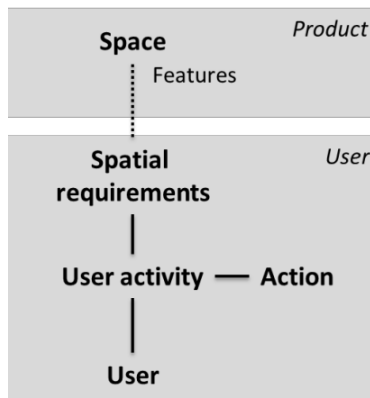 Product
Space
Features
User
Spatial
requirements
User activity
Action
User